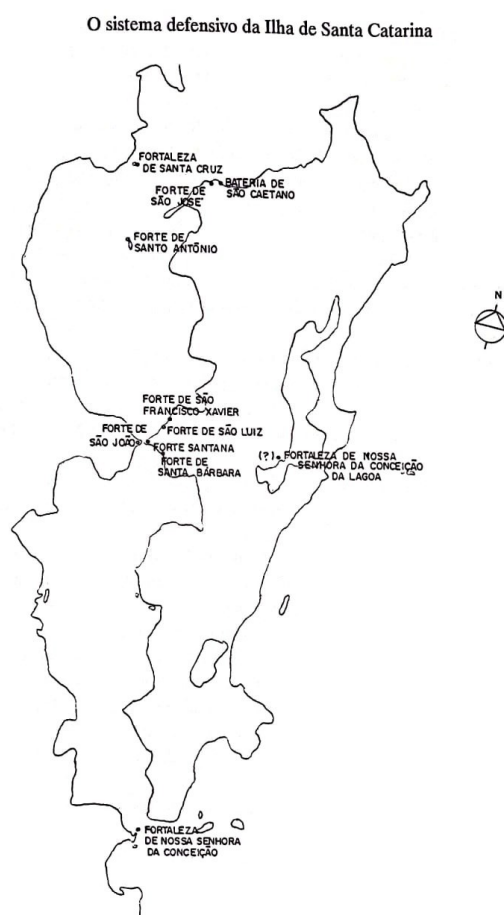 O sistema defensivo da Ilha de Santa Catarina
FORTALEZA
DE SANTA CRUZ
FORTE DE
SÃO JOSE
BATERIA DE
SÃO CAETANO
FORTE DE
SANTO ANTÔNIO
N
FORTE DE SÃO
FRANCISCO XAVIER
FORTE DE SÃO LUIZ
FORTE DE
SÃO JOÃO
FORTE SANTANA
FORTE DE
SANTA BÁRBARA
(?) FORTALEZA DE NOSSA
SENHORA DA CONCEIÇÃO
DA LAGOA
FORTALEZA
DE NOSSA SENHORA
DA CONCEIÇÃO